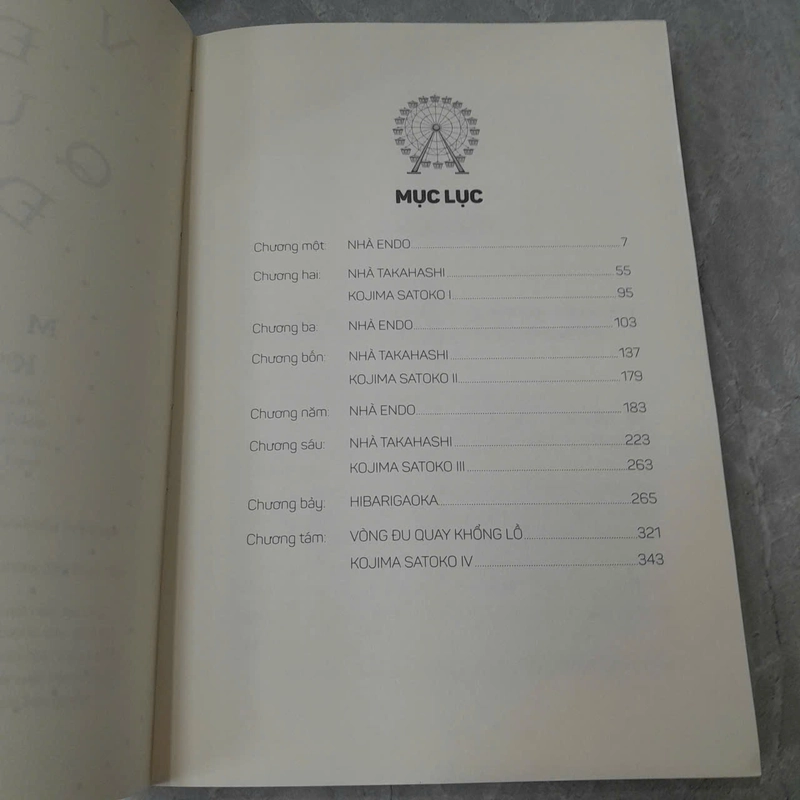 MỤC LỤC
Chương một: NHÀ ENDO 7
Chương hai: NHÀ TAKAHASHI 55
KOJIMA SATOKO I 95
Chương ba: NHÀ ENDO 103
Chương bốn: NHÀ TAKAHASHI 137
KOJIMA SATOKO II 179
Chương năm: NHÀ ENDO 183
Chương sáu: NHÀ TAKAHASHI 223
KOJIMA SATOKO III 263
Chương bảy: HIBARIGAOKA 265
Chương tám: VÒNG ĐU QUAY KHỔNG LỒ 321
KOJIMA SATOKO IV 343